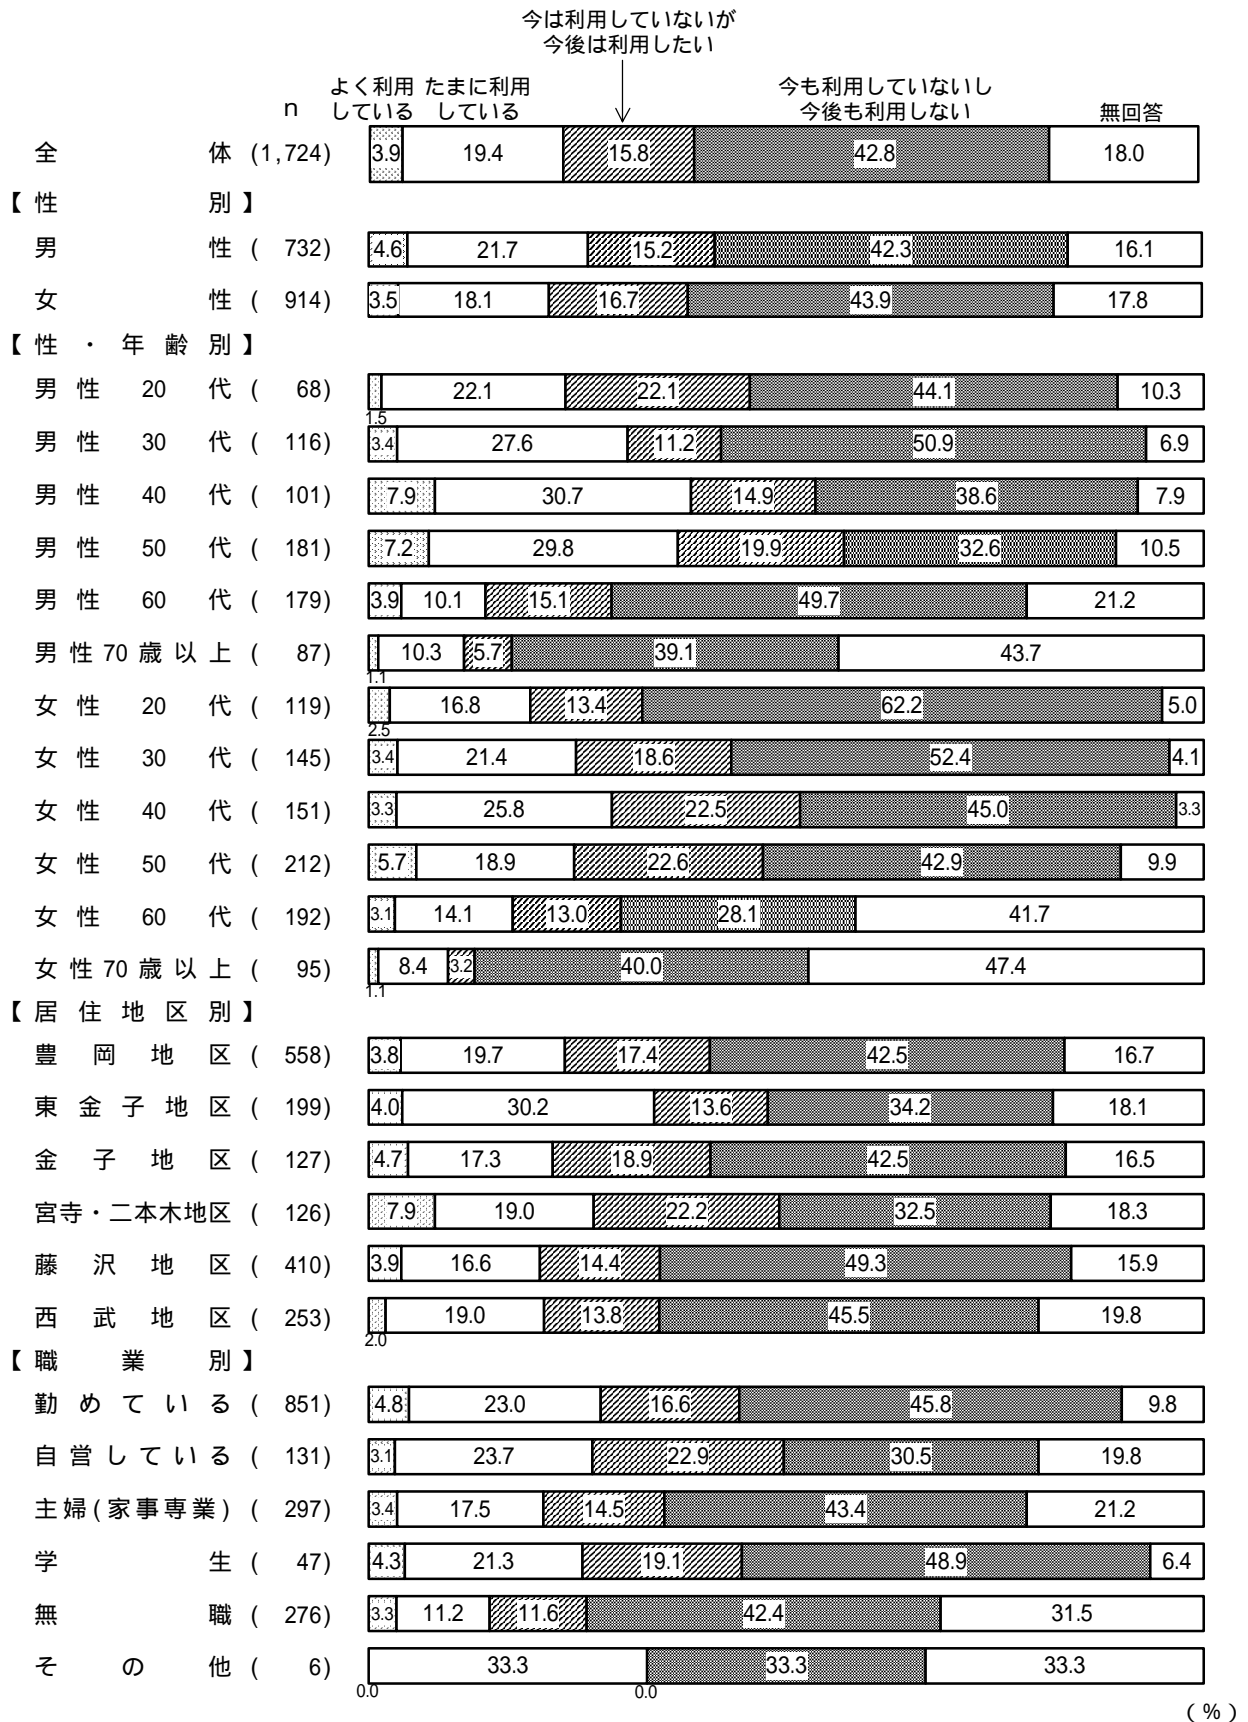 今は利用していないが
今後は利用したい
よく利用 たまに利用 今も利用していないし
n している している 今後も利用しない 無回答
全体 (1,724) 3.9 19.4 15.8 42.8 18.0
【性別】
男性 ( 732) 4.6 21.7 15.2 42.3 16.1
女性 ( 914) 3.5 18.1 16.7 43.9 17.8
【性・年齢別】
男性20代 ( 68) 22.1 22.1 44.1 10.3
1.5
男性30代 ( 116) 3.4 27.6 11.2 50.9 6.9
男性40代 ( 101) 7.9 30.7 14.9 38.6 7.9
男性50代 ( 181) 7.2 29.8 19.9 32.6 10.5
男性60代 ( 179) 3.9 10.1 15.1 49.7 21.2
男性70歳以上 ( 87) 10.3 5.7 39.1 43.7
1.1
女性20代 ( 119) 16.8 13.4 62.2 5.0
2.5
女性30代 ( 145) 3.4 21.4 18.6 52.4 4.1
女性40代 ( 151) 3.3 25.8 22.5 45.0 3.3
女性50代 ( 212) 5.7 18.9 22.6 42.9 9.9
女性60代 ( 192) 3.1 14.1 13.0 28.1 41.7
女性70歳以上 ( 95) 8.4 3.2 40.0 47.4
1.1
【居住地区別】
豊岡地区 ( 558) 3.8 19.7 17.4 42.5 16.7
東金子地区 ( 199) 4.0 30.2 13.6 34.2 18.1
金子地区 ( 127) 4.7 17.3 18.9 42.5 16.5
宮寺・二本木地区 ( 126) 7.9 19.0 22.2 32.5 18.3
藤沢地区 ( 410) 3.9 16.6 14.4 49.3 15.9
西武地区 ( 253) 19.0 13.8 45.5 19.8
2.0
【職業別】
勤めている ( 851) 4.8 23.0 16.6 45.8 9.8
自営している ( 131) 3.1 23.7 22.9 30.5 19.8
主婦(家事専業) ( 297) 3.4 17.5 14.5 43.4 21.2
学生 ( 47) 4.3 21.3 19.1 48.9 6.4
無職 ( 276) 3.3 11.2 11.6 42.4 31.5
その他 ( 6) 33.3 33.3 33.3
0.0 0.0
(%)